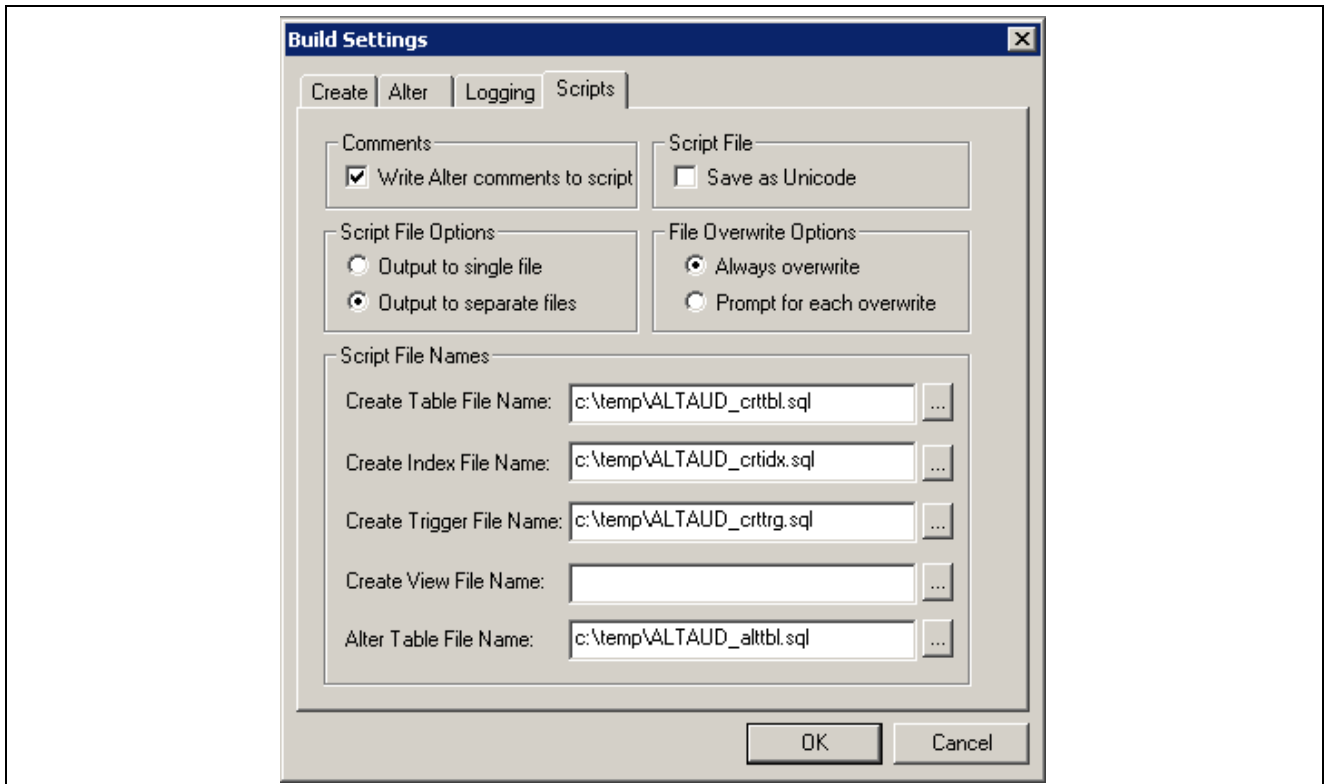 Build Settings
Create Alter Logging Scripts
Comments
Write Alter comments to script
Script File
Save as Unicode
Script File Options
Output to single file
Output to separate files
File Overwrite Options
Always overwrite
Prompt for each overwrite
Script File Names
Create Table File Name: c:\temp\ALTAUD_crttbl.sql ...
Create Index File Name: c:\temp\ALTAUD_crtidx.sql ...
Create Trigger File Name: c:\temp\ALTAUD_crttrg.sql ...
Create View File Name: ...
Alter Table File Name: c:\temp\ALTAUD_alttbl.sql ...
OK Cancel